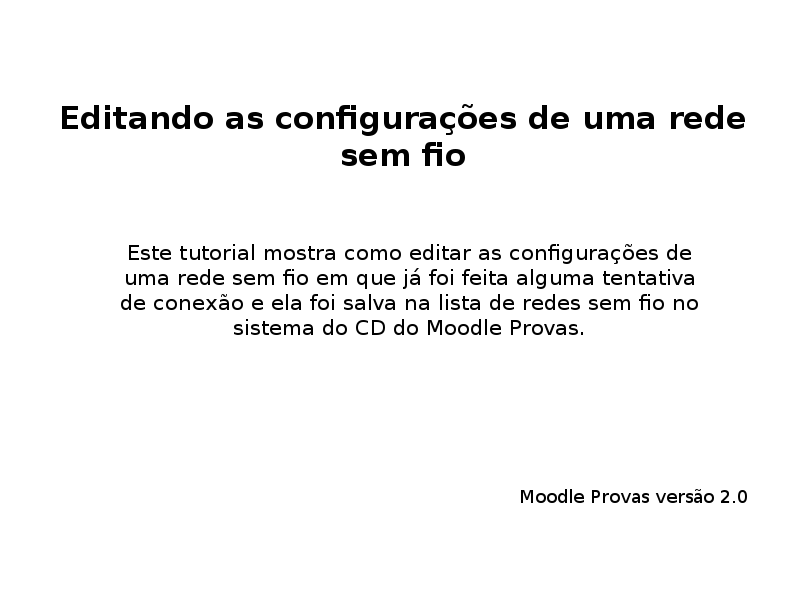 Editando as configurações de uma rede
sem fio
Este tutorial mostra como editar as configurações de
uma rede sem fio em que já foi feita alguma tentativa
de conexão e ela foi salva na lista de redes sem fio no
sistema do CD do Moodle Provas.
Moodle Provas versão 2.0